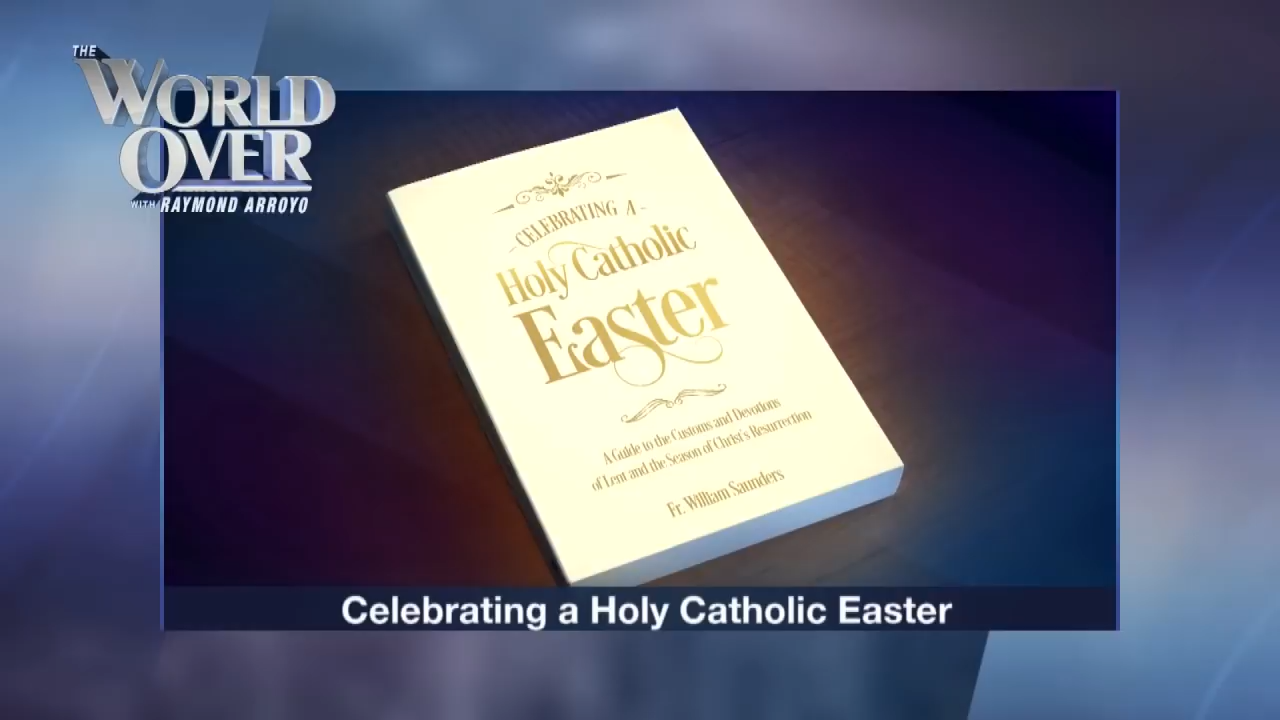 THE
WORLD
OVER
WITH RAYMOND ARROYO
CELEBRATING A
Holy Catholic
Easter
A Guide to the Customs and Devotions
of Lent and the Season of Christ's Resurrection
Fr. William Saunders
Celebrating a Holy Catholic Easter